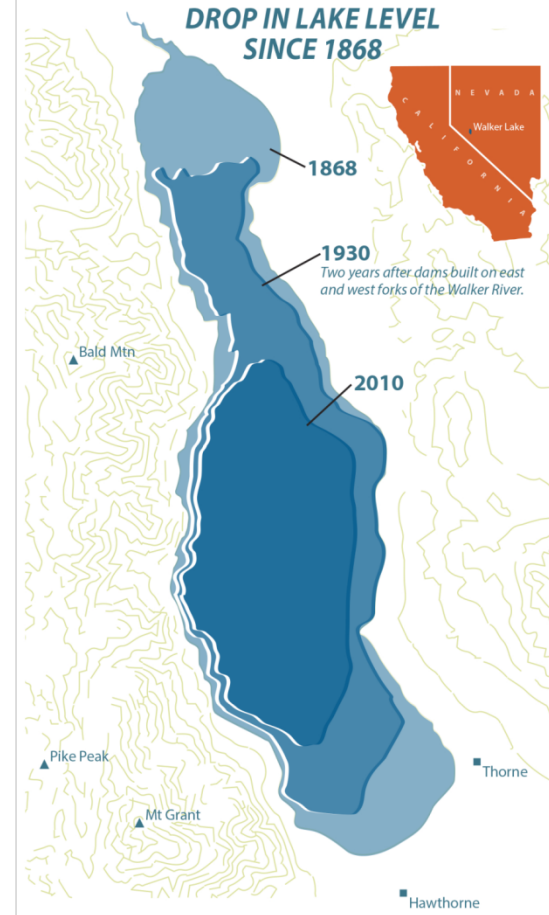 DROP IN LAKE LEVEL
SINCE 1868
NEVADA
CALIFORNIA
Walker Lake
1868
1930
Two years after dams built on east
and west forks of the Walker River.
Bald Mtn
2010
Pike Peak
Thorne
Mt Grant
Hawthorne